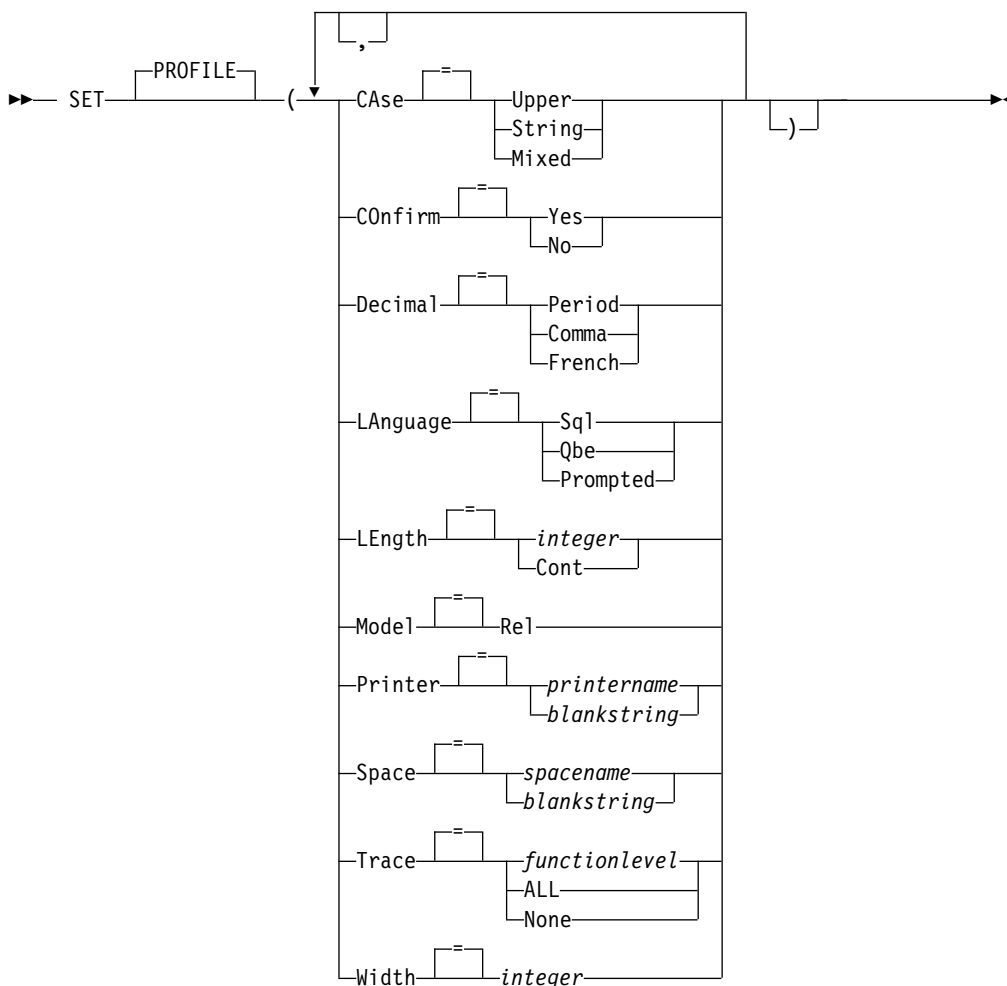 ,
PROFILE
SET ( CAse = Upper )
String
Mixed
COnfirm = Yes
No
Decimal = Period
Comma
French
LAnguage = Sql
Qbe
Prompted
LEngth = integer
Cont
Model = Rel
Printer = printername
blankstring
Space = spacename
blankstring
Trace = functionlevel
ALL
None
Width = integer